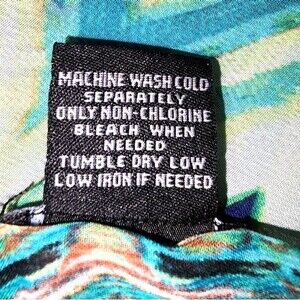 MACHINE WASH COLD
SEPARATELY
ONLY NON-CHLORINE
BLEACH WHEN
NEEDED
TUMBLE DRY LOW
LOW IRON IF NEEDED